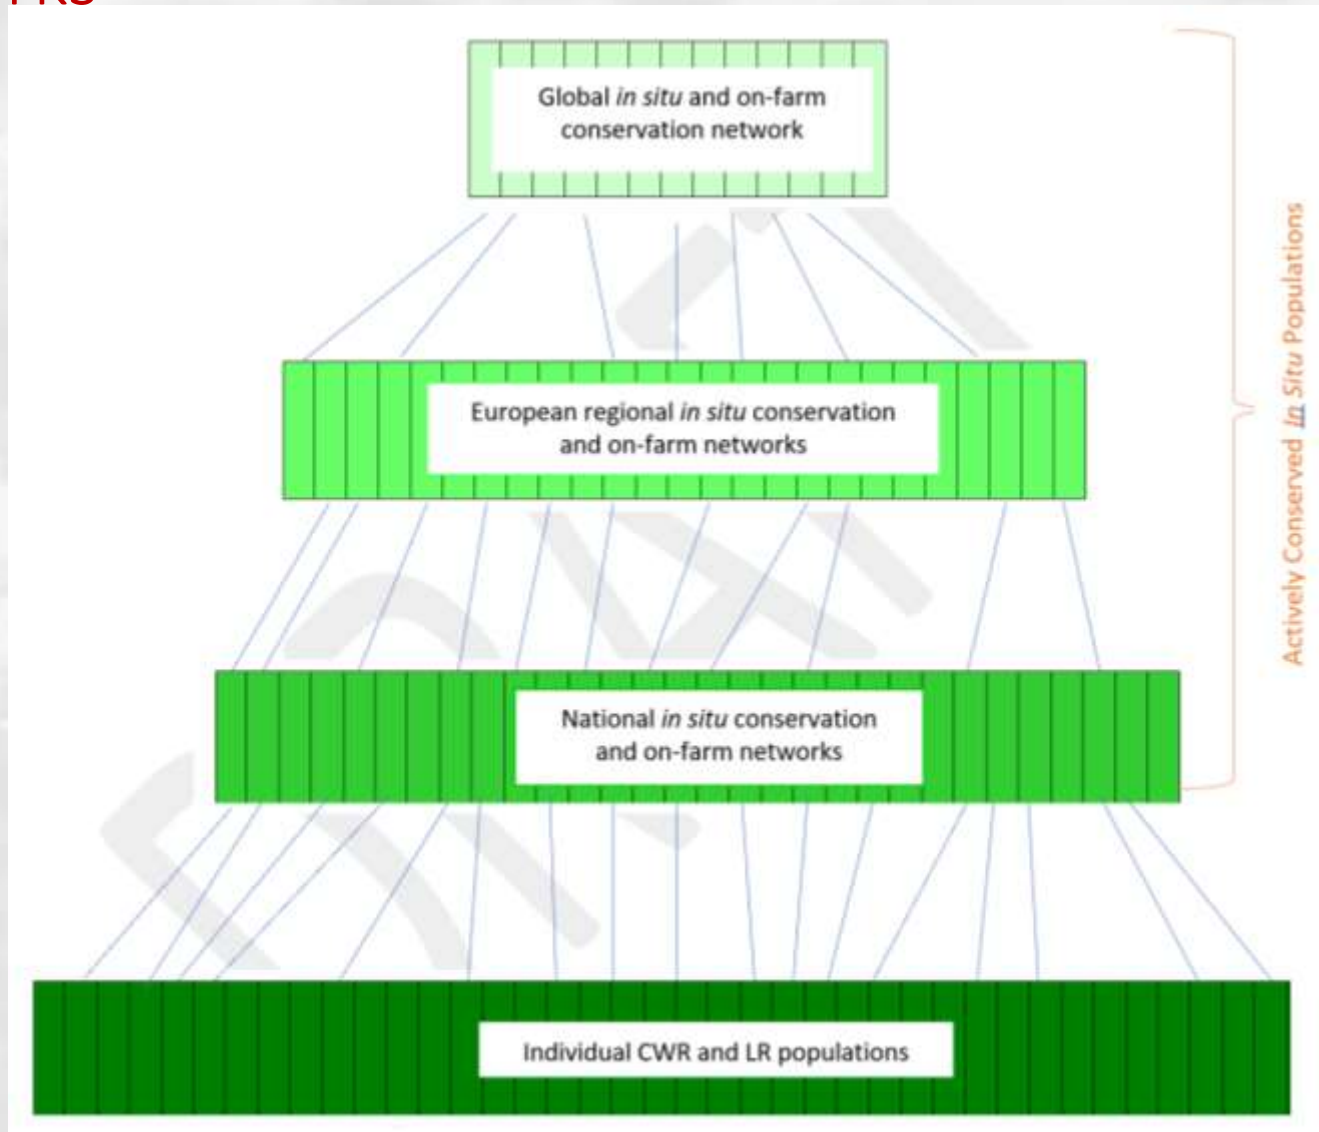 Global in situ and on-farm
conservation network
European regional in situ conservation
and on-farm networks
National in situ conservation
and on-farm networks
Individual CWR and LR populations
Actively Conserved In Situ Populations